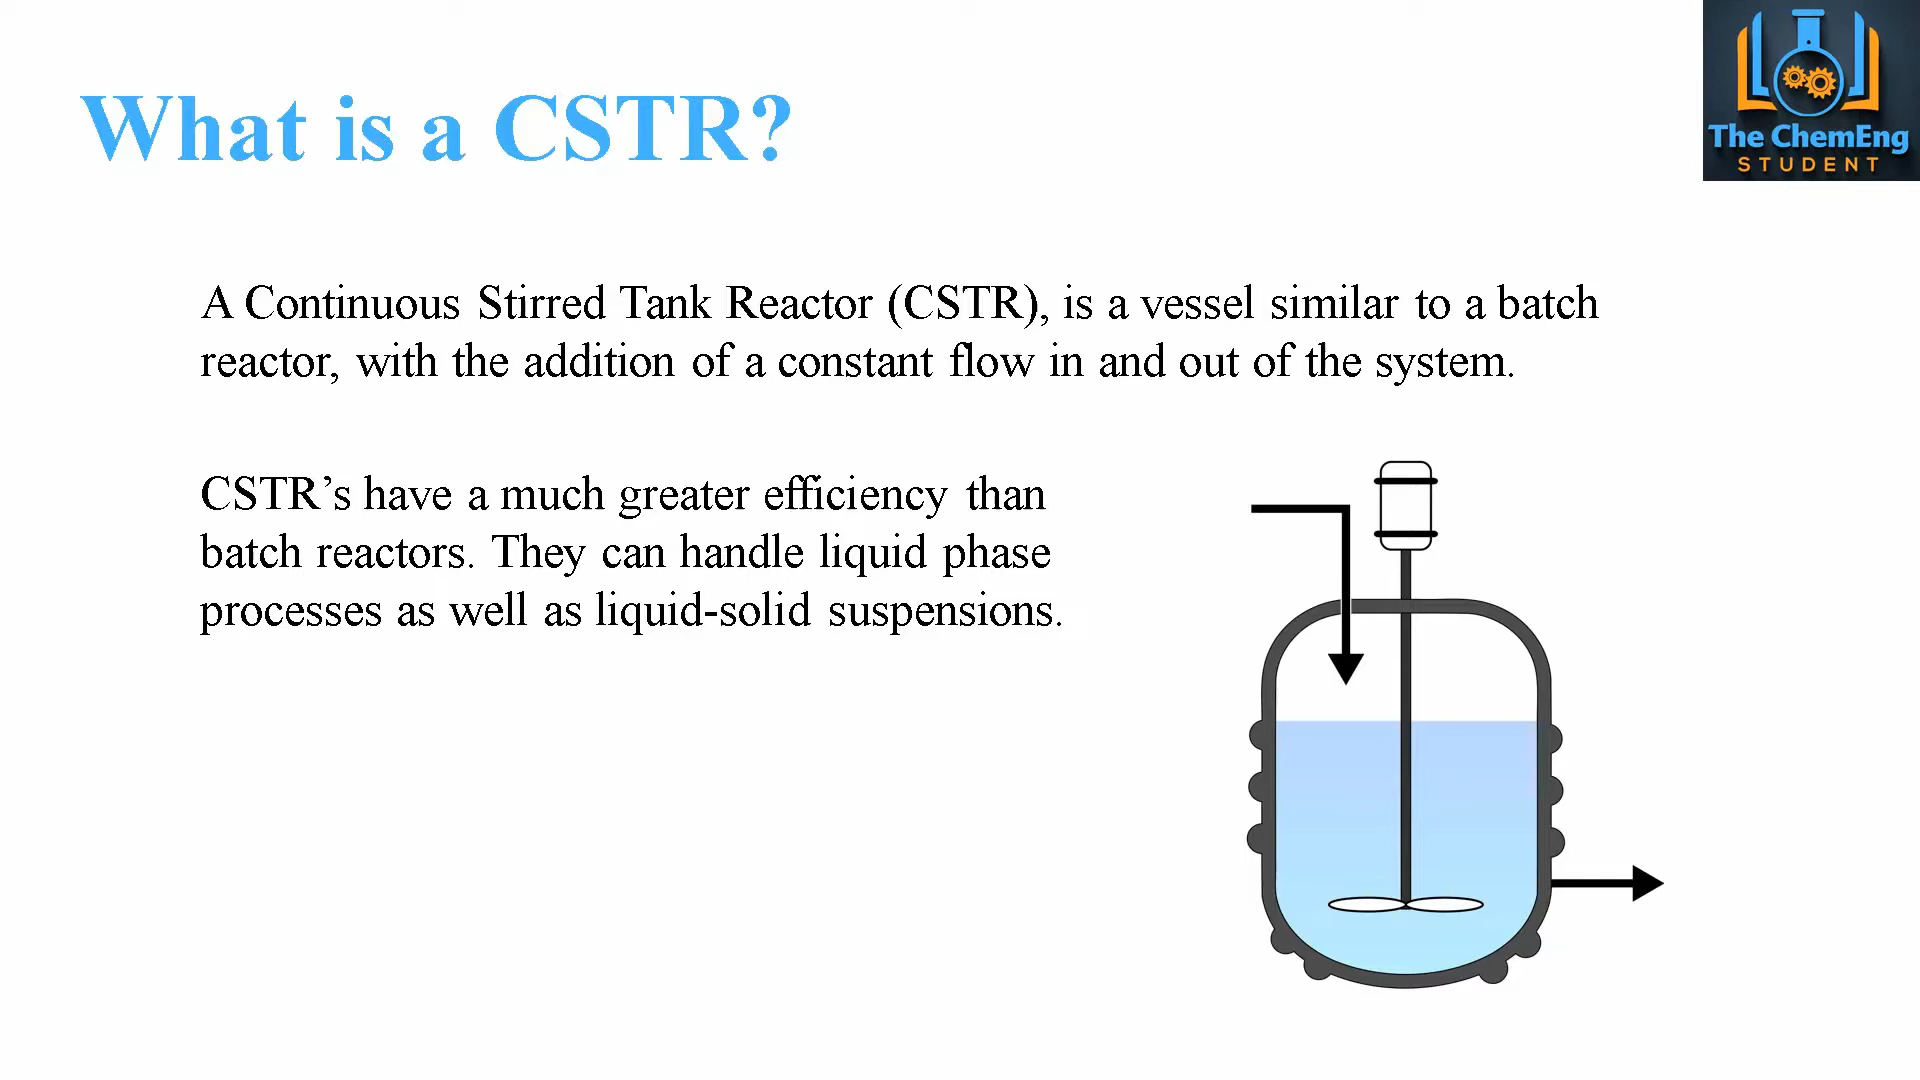 What is a CSTR?
The ChemEng
STUDENT
A Continuous Stirred Tank Reactor (CSTR), is a vessel similar to a batch
reactor, with the addition of a constant flow in and out of the system.
CSTR’s have a much greater efficiency than
batch reactors. They can handle liquid phase
processes as well as liquid-solid suspensions.